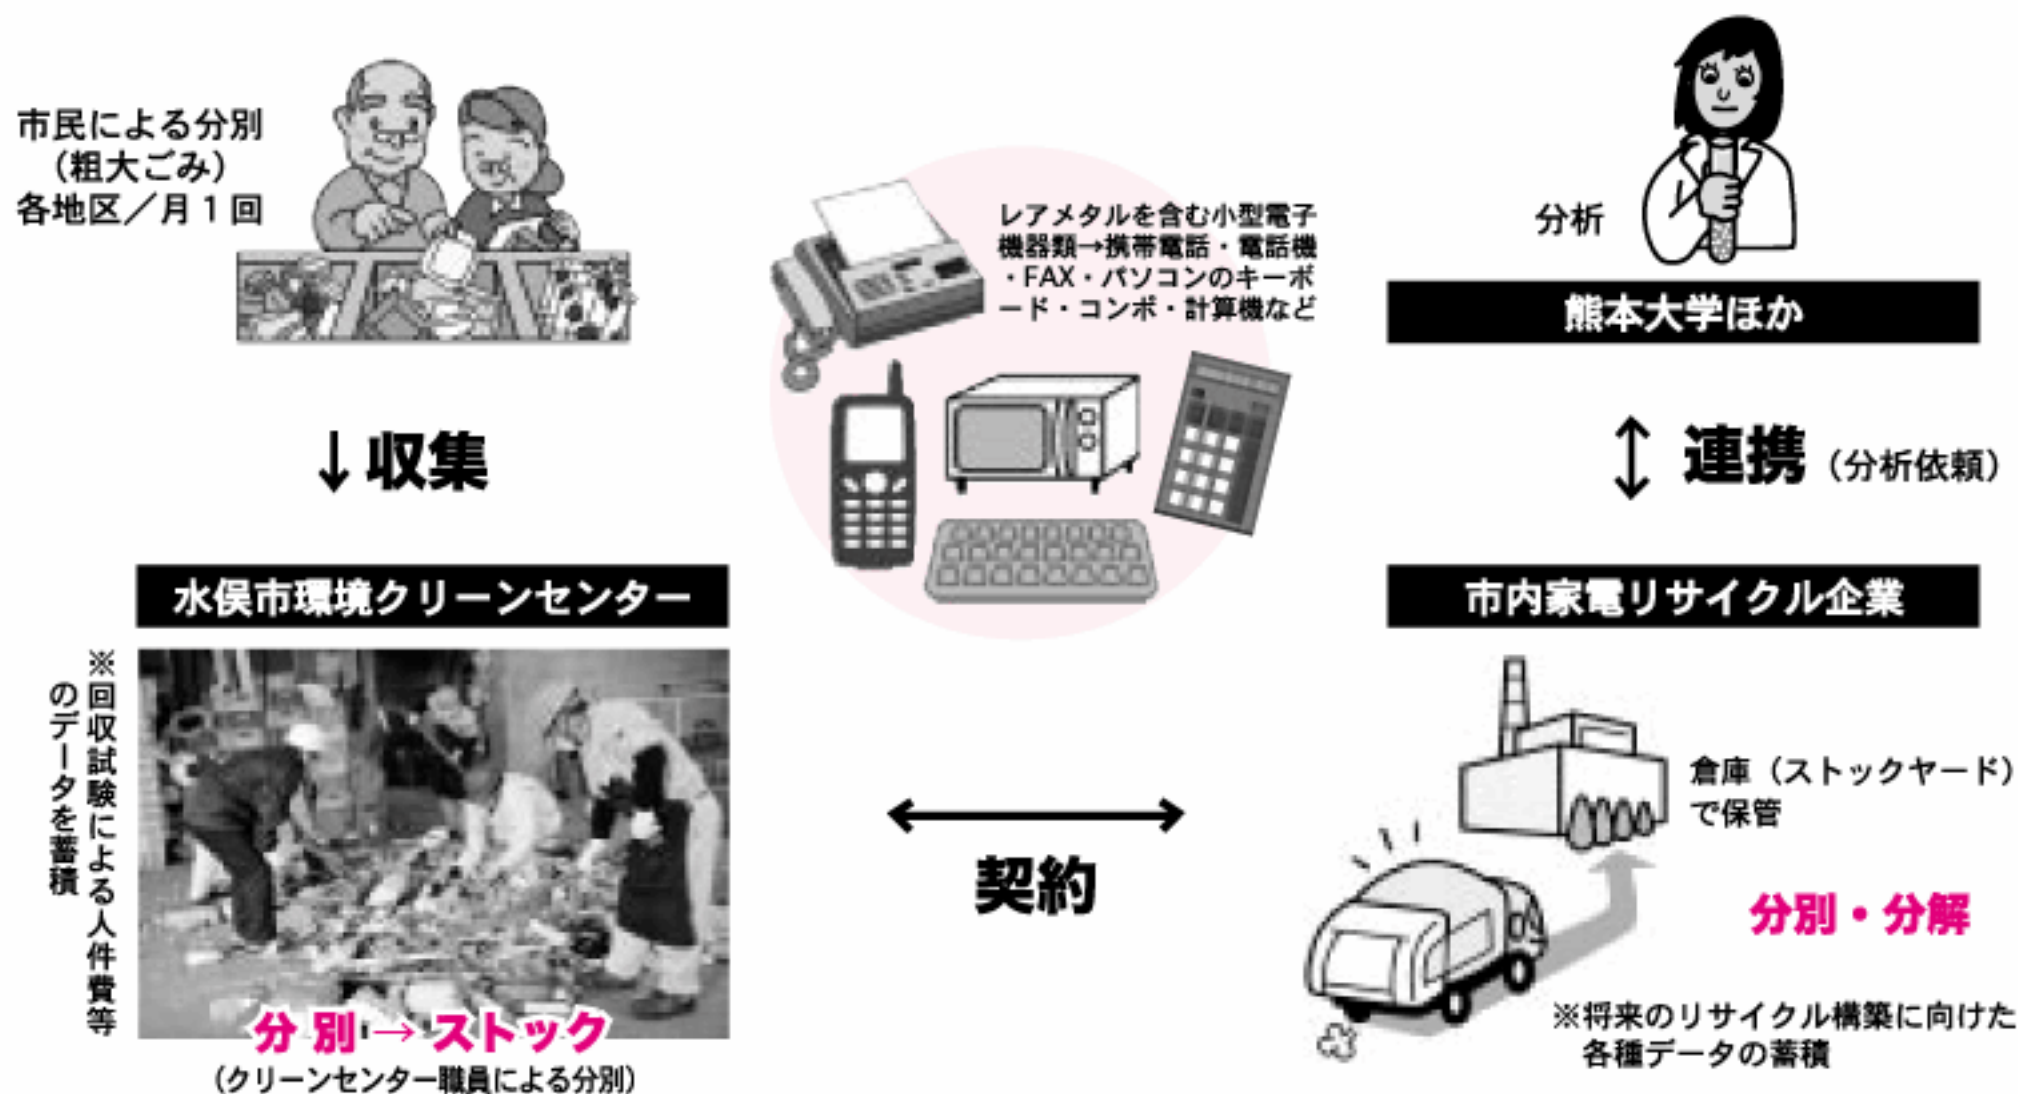 市民による分別
（粗大ごみ）
各地区／月１回
↓収集
水俣市環境クリーンセンター
※回収試験による人件費等
のデータを蓄積
分別→ストック
（クリーンセンター職員による分別）
レアメタルを含む小型電子
機器類→携帯電話・電話機
・FAX・パソコンのキーボ
ード・コンポ・計算機など
契約
分析
熊本大学ほか
連携（分析依頼）
市内家電リサイクル企業
倉庫（ストックヤード）
で保管
分別・分解
※将来のリサイクル構築に向けた
各種データの蓄積